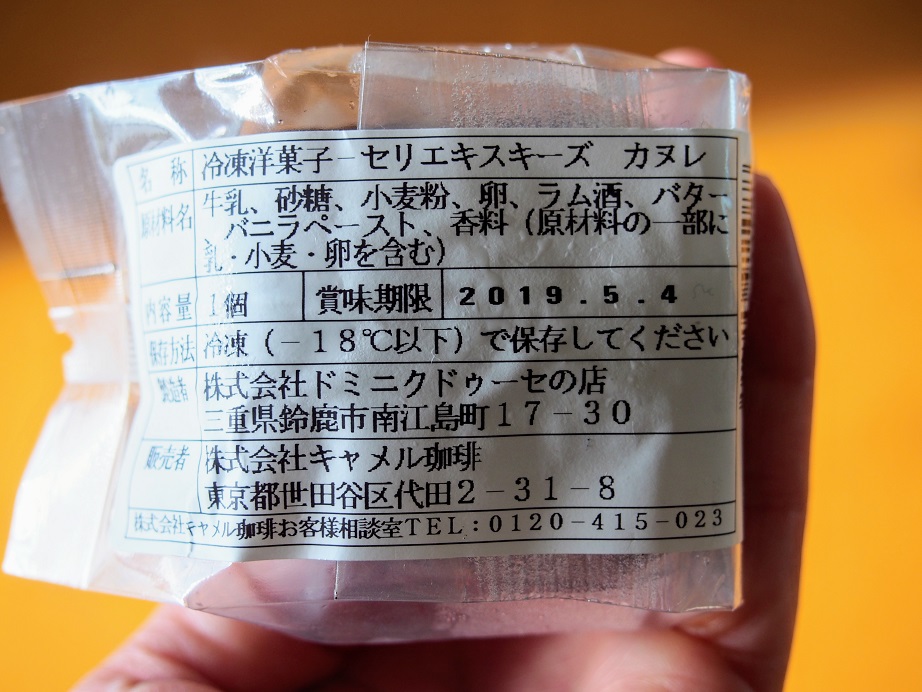 名 称 冷凍洋菓子－セリエキスキーズ カヌレ
原材料名 牛乳、砂糖、小麦粉、卵、ラム酒、バター
バニラペースト、香料（原材料の一部に
乳・小麦・卵を含む）
内容量 1個 賞味期限 2019.5.4
保存方法 冷凍（－18℃以下）で保存してください
製造者 株式会社ドミニクドゥーセの店
三重県鈴鹿市南江島町17－30
販売者 株式会社キャメル珈琲
東京都世田谷区代田2－31－8
株式会社キャメル珈琲お客様相談室TEL:0120－415－023